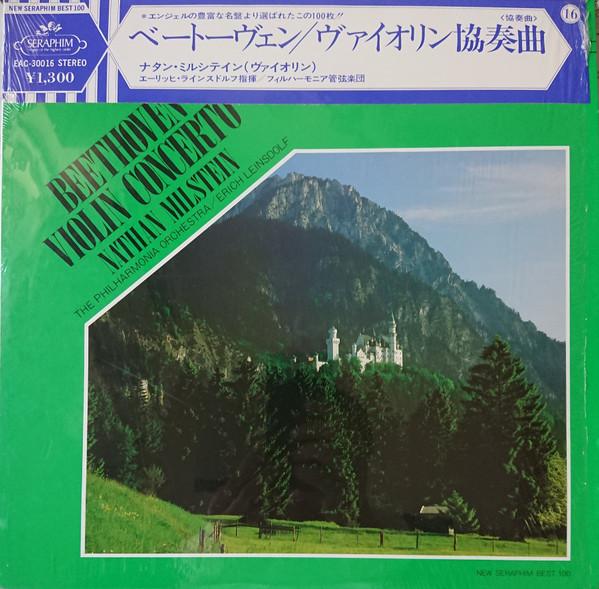 NEW SERAPHIM BEST 100
SERAPHIM
EAC-30016 STEREO
¥1,300
*エンジェルの豊富な名盤より選ばれたこの100枚!!
〈協奏曲〉
16
ベートーヴェン/ヴァイオリン協奏曲
ナタン・ミルシテイン(ヴァイオリン)
エーリッヒ・ラインスドルフ指揮/フィルハーモニア管弦楽団
BEETHOVEN
VIOLIN CONCERTO
NATHAN MILSTEIN
THE PHILHARMONIA ORCHESTRA/ERICH LEINSDORF
NEW SERAPHIM BEST 100